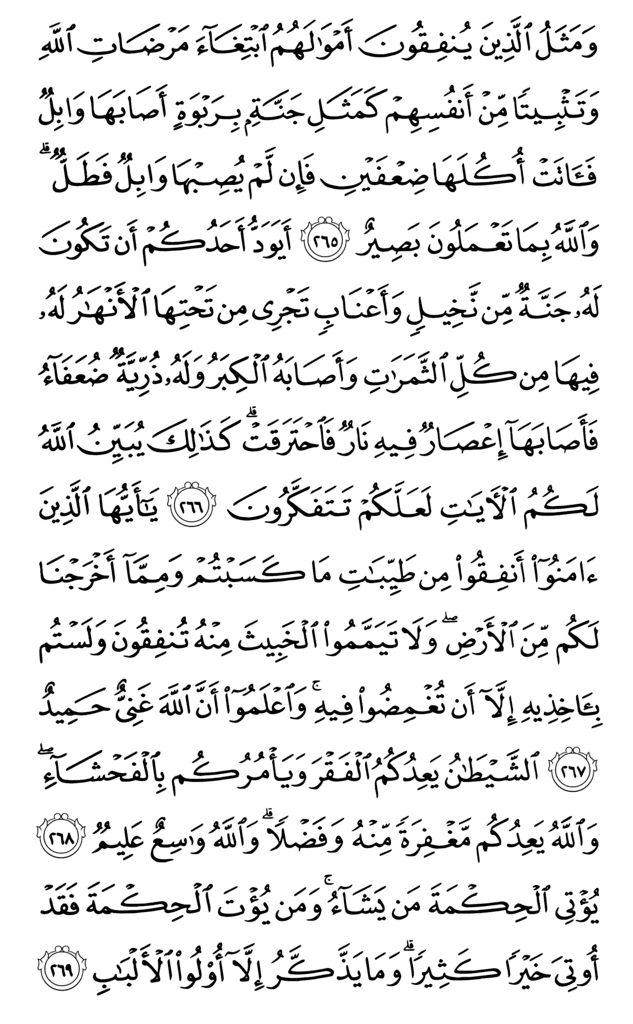 وَمَثَلُ ٱلَّذِينَ يُنفِقُونَ أَمْوَٰلَهُمُ ٱبْتِغَآءَ مَرْضَاتِ ٱللَّهِ
وَتَثْبِيتًا مِّنْ أَنفُسِهِمْ كَمَثَلِ جَنَّةٍۭ بِرَبْوَةٍ أَصَابَهَا وَابِلٌ
فَـَٔاتَتْ أُكُلَهَا ضِعْفَيْنِ فَإِن لَّمْ يُصِبْهَا وَابِلٌ فَطَلٌّ ۗ
وَٱللَّهُ بِمَا تَعْمَلُونَ بَصِيرٌ ٢٦٥ أَيَوَدُّ أَحَدُكُمْ أَن تَكُونَ
لَهُۥ جَنَّةٌ مِّن نَّخِيلٍ وَأَعْنَابٍ تَجْرِى مِن تَحْتِهَا ٱلْأَنْهَٰرُ لَهُۥ
فِيهَا مِن كُلِّ ٱلثَّمَرَٰتِ وَأَصَابَهُ ٱلْكِبَرُ وَلَهُۥ ذُرِّيَّةٌ ضُعَفَآءُ
فَأَصَابَهَآ إِعْصَارٌ فِيهِ نَارٌ فَٱحْتَرَقَتْ ۗ كَذَٰلِكَ يُبَيِّنُ ٱللَّهُ
لَكُمُ ٱلْـَٔايَٰتِ لَعَلَّكُمْ تَتَفَكَّرُونَ ٢٦٦ يَٰٓأَيُّهَا ٱلَّذِينَ
ءَامَنُوٓا۟ أَنفِقُوا۟ مِن طَيِّبَٰتِ مَا كَسَبْتُمْ وَمِمَّآ أَخْرَجْنَا
لَكُم مِّنَ ٱلْأَرْضِ ۖ وَلَا تَيَمَّمُوا۟ ٱلْخَبِيثَ مِنْهُ تُنفِقُونَ وَلَسْتُم
بِـَٔاخِذِيهِ إِلَّآ أَن تُغْمِضُوا۟ فِيهِ ۚ وَٱعْلَمُوٓا۟ أَنَّ ٱللَّهَ غَنِىٌّ حَمِيدٌ
٢٦٧ ٱلشَّيْطَٰنُ يَعِدُكُمُ ٱلْفَقْرَ وَيَأْمُرُكُم بِٱلْفَحْشَآءِ ۖ
وَٱللَّهُ يَعِدُكُم مَّغْفِرَةً مِّنْهُ وَفَضْلًا ۗ وَٱللَّهُ وَٰسِعٌ عَلِيمٌ ٢٦٨
يُؤْتِى ٱلْحِكْمَةَ مَن يَشَآءُ ۚ وَمَن يُؤْتَ ٱلْحِكْمَةَ فَقَدْ
أُوتِىَ خَيْرًا كَثِيرًا ۗ وَمَا يَذَّكَّرُ إِلَّآ أُو۟لُوا۟ ٱلْأَلْبَٰبِ ٢٦٩